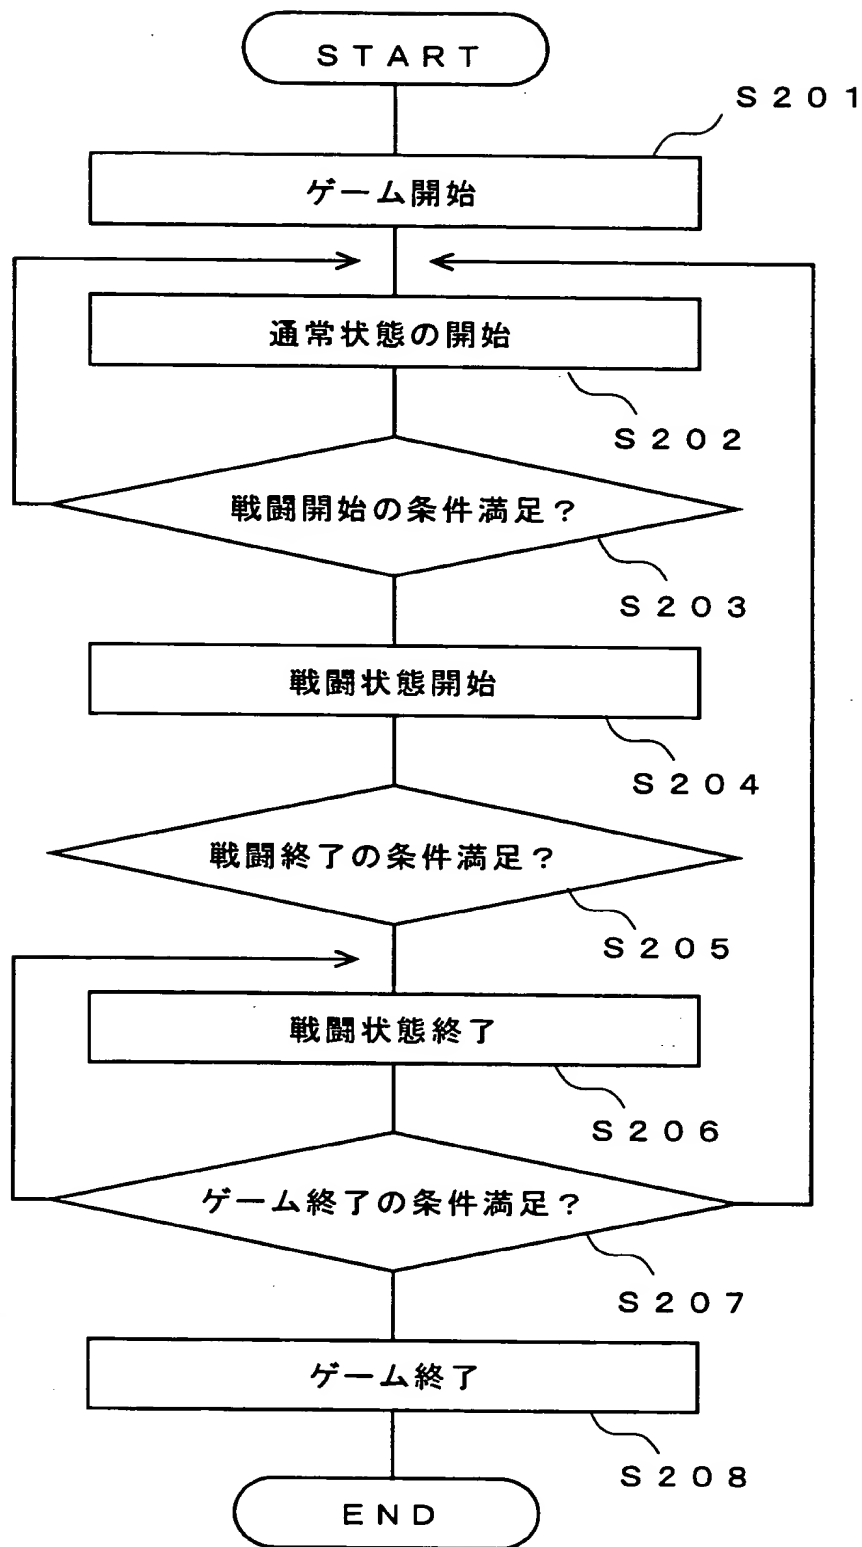 START
S201
ゲーム開始
通常状態の開始
S202
戦闘開始の条件満足?
S203
戦闘状態開始
S204
戦闘終了の条件満足?
S205
戦闘状態終了
S206
ゲーム終了の条件満足?
S207
ゲーム終了
S208
END